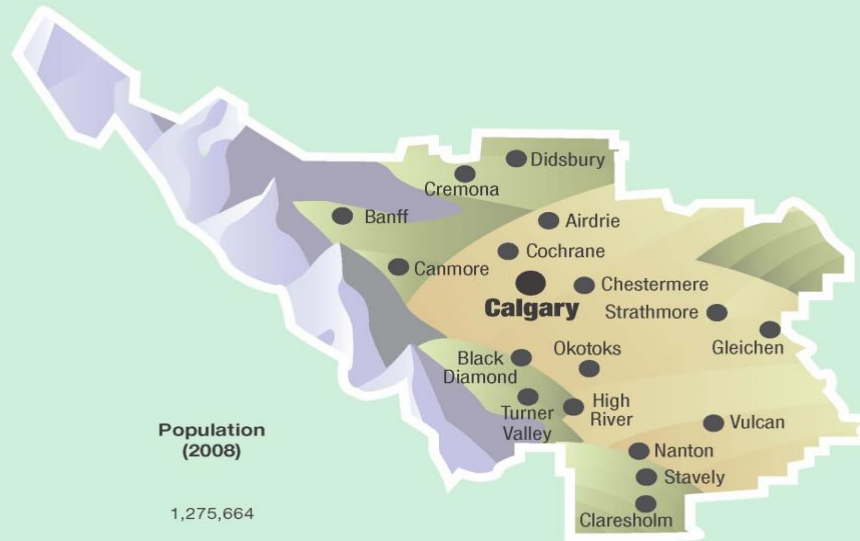 Didsbury
Cremona
Banff
Airdrie
Cochrane
Canmore
Chestermere
Calgary
Strathmore
Gleichen
Black
Diamond
Okotoks
Turner
Valley
High
River
Vulcan
Nanton
Stavely
Claresholm
Population
(2008)
1,275,664